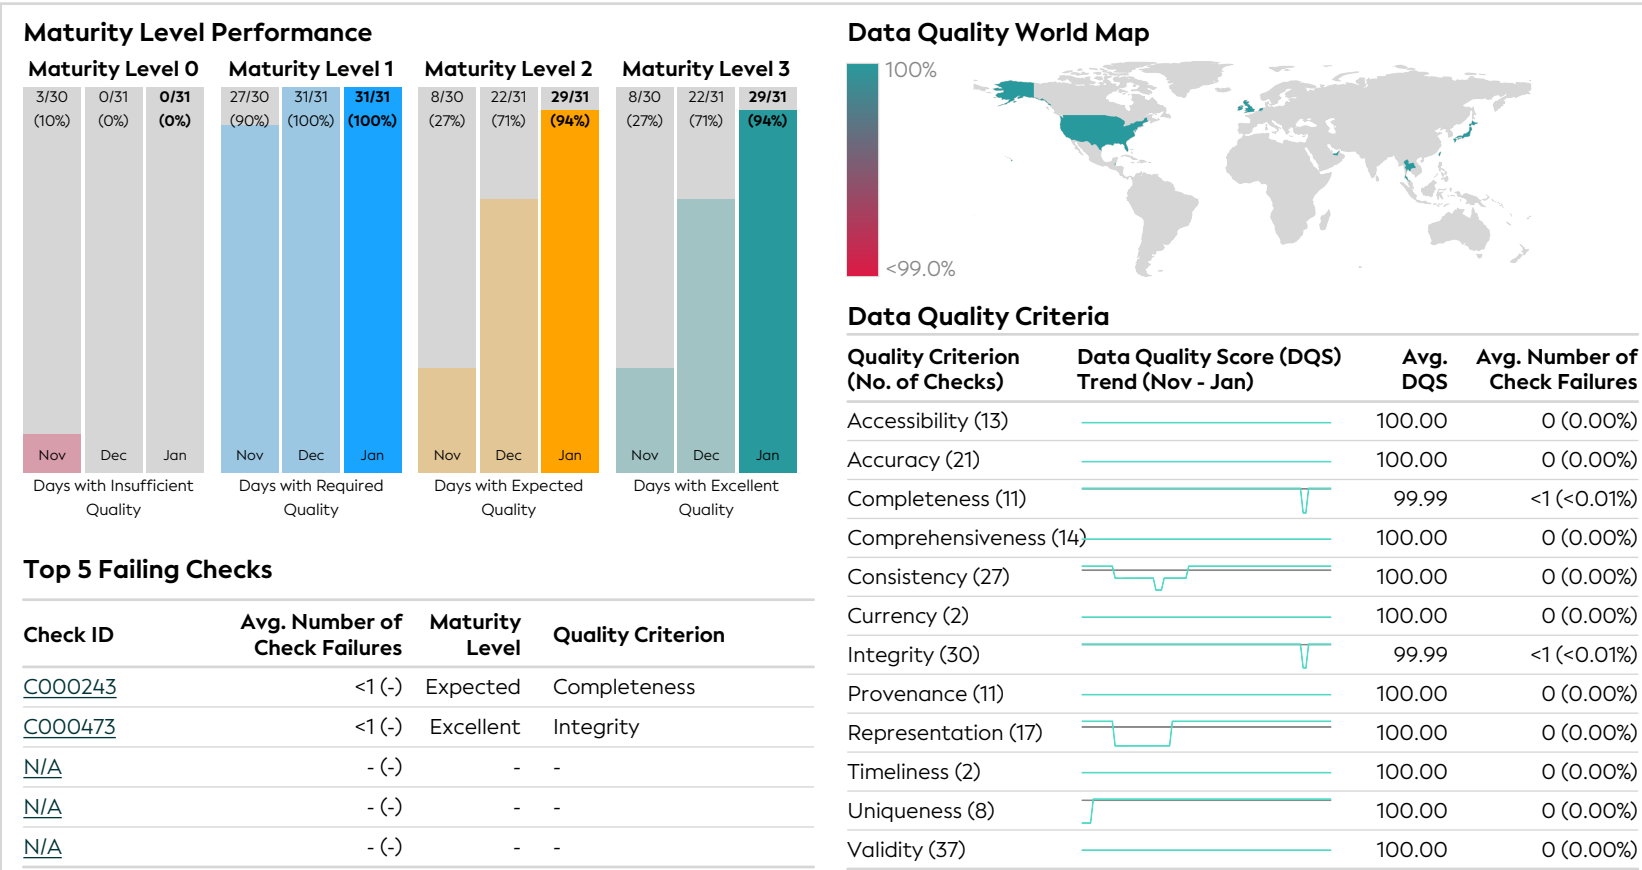 Maturity Level Performance
Maturity Level 0
3/30 0/31 0/31
(10%) (0%) (0%)
Nov Dec Jan
Days with Insufficient
Quality
Maturity Level 1
27/30 31/31 31/31
(90%) (100%) (100%)
Nov Dec Jan
Days with Required
Quality
Maturity Level 2
8/30 22/31 29/31
(27%) (71%) (94%)
Nov Dec Jan
Days with Expected
Quality
Maturity Level 3
8/30 22/31 29/31
(27%) (71%) (94%)
Nov Dec Jan
Days with Excellent
Quality
Top 5 Failing Checks
Check ID Avg. Number of Check Failures Maturity Level Quality Criterion
C000243 <1 (-) Expected Completeness
C000473 <1 (-) Excellent Integrity
N/A - (-) - -
N/A - (-) - -
N/A - (-) - -
Data Quality World Map
100%
<99.0%
Data Quality Criteria
Quality Criterion (No. of Checks) Data Quality Score (DQS) Trend (Nov - Jan) Avg. DQS Avg. Number of Check Failures
Accessibility (13) 100.00 0 (0.00%)
Accuracy (21) 100.00 0 (0.00%)
Completeness (11) 99.99 <1 (<0.01%)
Comprehensiveness (14) 100.00 0 (0.00%)
Consistency (27) 100.00 0 (0.00%)
Currency (2) 100.00 0 (0.00%)
Integrity (30) 99.99 <1 (<0.01%)
Provenance (11) 100.00 0 (0.00%)
Representation (17) 100.00 0 (0.00%)
Timeliness (2) 100.00 0 (0.00%)
Uniqueness (8) 100.00 0 (0.00%)
Validity (37) 100.00 0 (0.00%)